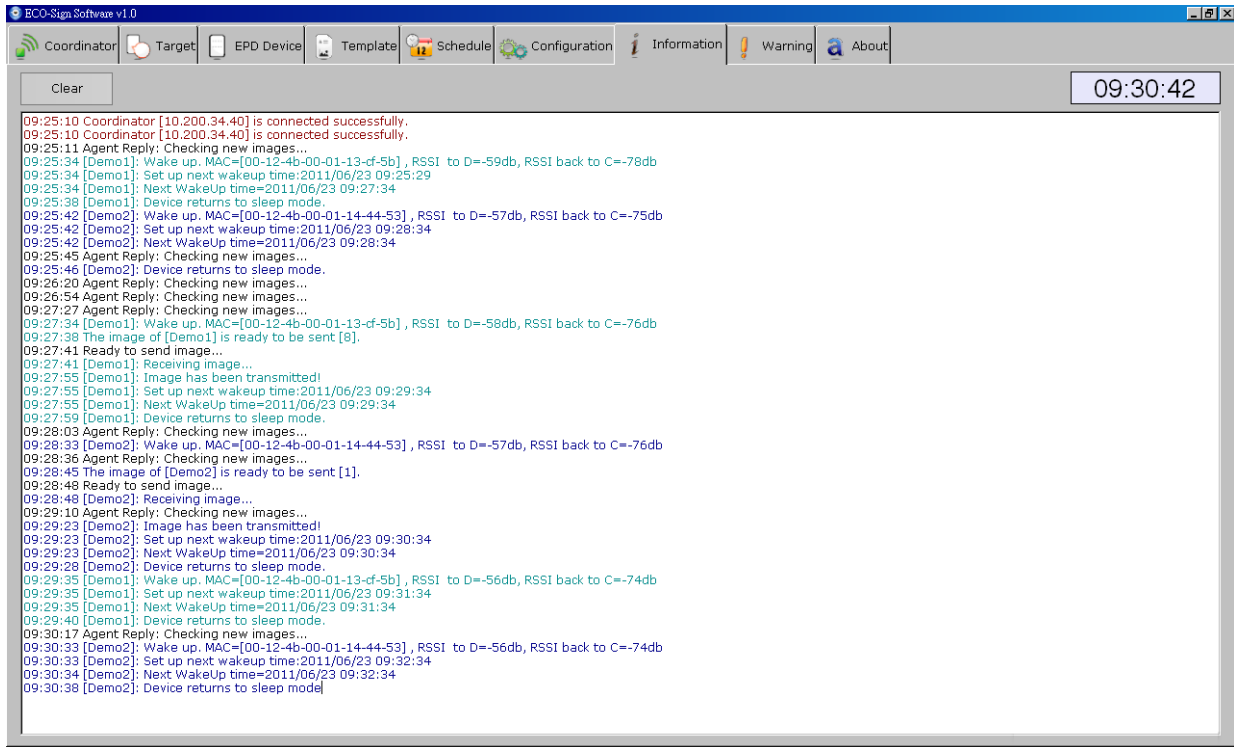 ECO-Sign Software v1.0
Coordinator Target EPD Device Template Schedule Configuration Information Warning About
Clear
09:30:42
09:25:10 Coordinator [10.200.34.40] is connected successfully.
09:25:10 Coordinator [10.200.34.40] is connected successfully.
09:25:11 Agent Reply: Checking new images...
09:25:34 [Demo1]: Wake up. MAC=[00-12-4b-00-01-13-cf-5b] , RSSI  to D=-59db, RSSI back to C=-78db
09:25:34 [Demo1]: Set up next wakeup time:2011/06/23 09:25:29
09:25:34 [Demo1]: Next WakeUp time=2011/06/23 09:27:34
09:25:38 [Demo1]: Device returns to sleep mode.
09:25:42 [Demo2]: Wake up. MAC=[00-12-4b-00-01-14-44-53] , RSSI  to D=-57db, RSSI back to C=-75db
09:25:42 [Demo2]: Set up next wakeup time:2011/06/23 09:28:34
09:25:42 [Demo2]: Next WakeUp time=2011/06/23 09:28:34
09:25:45 Agent Reply: Checking new images...
09:25:46 [Demo2]: Device returns to sleep mode.
09:26:20 Agent Reply: Checking new images...
09:26:54 Agent Reply: Checking new images...
09:27:27 Agent Reply: Checking new images...
09:27:34 [Demo1]: Wake up. MAC=[00-12-4b-00-01-13-cf-5b] , RSSI  to D=-58db, RSSI back to C=-76db
09:27:38 The image of [Demo1] is ready to be sent [8].
09:27:41 Ready to send image...
09:27:41 [Demo1]: Receiving image...
09:27:55 [Demo1]: Image has been transmitted!
09:27:55 [Demo1]: Set up next wakeup time:2011/06/23 09:29:34
09:27:55 [Demo1]: Next WakeUp time=2011/06/23 09:29:34
09:27:59 [Demo1]: Device returns to sleep mode.
09:28:03 Agent Reply: Checking new images...
09:28:33 [Demo2]: Wake up. MAC=[00-12-4b-00-01-14-44-53] , RSSI  to D=-57db, RSSI back to C=-76db
09:28:36 Agent Reply: Checking new images...
09:28:45 The image of [Demo2] is ready to be sent [1].
09:28:48 Ready to send image...
09:28:48 [Demo2]: Receiving image...
09:29:10 Agent Reply: Checking new images...
09:29:23 [Demo2]: Image has been transmitted!
09:29:23 [Demo2]: Set up next wakeup time:2011/06/23 09:30:34
09:29:23 [Demo2]: Next WakeUp time=2011/06/23 09:30:34
09:29:28 [Demo2]: Device returns to sleep mode.
09:29:35 [Demo1]: Wake up. MAC=[00-12-4b-00-01-13-cf-5b] , RSSI  to D=-56db, RSSI back to C=-74db
09:29:35 [Demo1]: Set up next wakeup time:2011/06/23 09:31:34
09:29:35 [Demo1]: Next WakeUp time=2011/06/23 09:31:34
09:29:40 [Demo1]: Device returns to sleep mode.
09:30:17 Agent Reply: Checking new images...
09:30:33 [Demo2]: Wake up. MAC=[00-12-4b-00-01-14-44-53] , RSSI  to D=-56db, RSSI back to C=-74db
09:30:33 [Demo2]: Set up next wakeup time:2011/06/23 09:32:34
09:30:34 [Demo2]: Next WakeUp time=2011/06/23 09:32:34
09:30:38 [Demo2]: Device returns to sleep mode